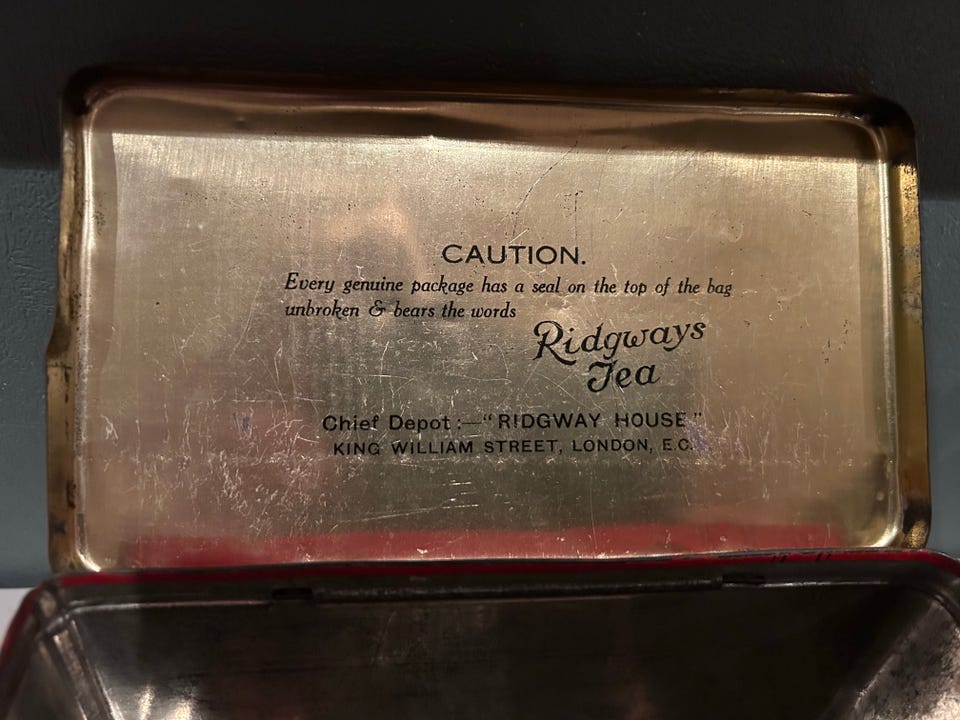 CAUTION.
Every genuine package has a seal on the top of the bag
unbroken & bears the words
Ridgways
Tea
Chief Depot :—“RIDGWAY HOUSE”
KING WILLIAM STREET, LONDON, E.C.